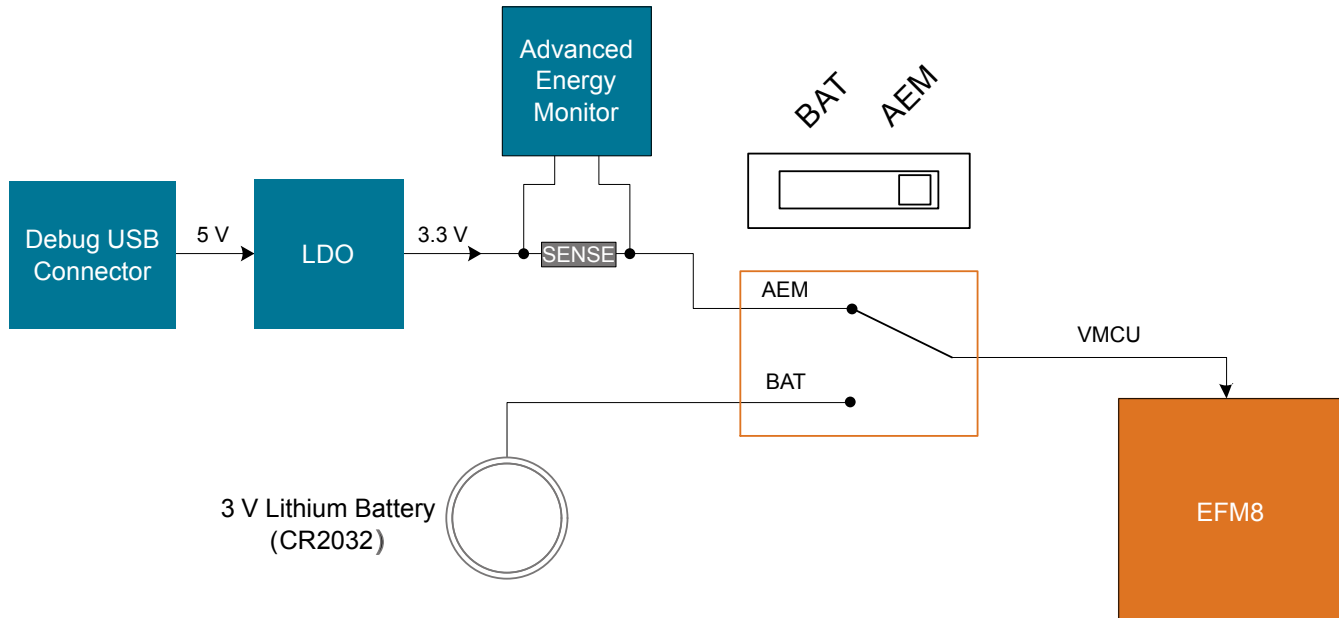 Advanced
Energy
Monitor
BAT
AEM
Debug USB
Connector
5 V
LDO
3.3 V
SENSE
AEM
VMCU
BAT
3 V Lithium Battery
(CR2032)
EFM8